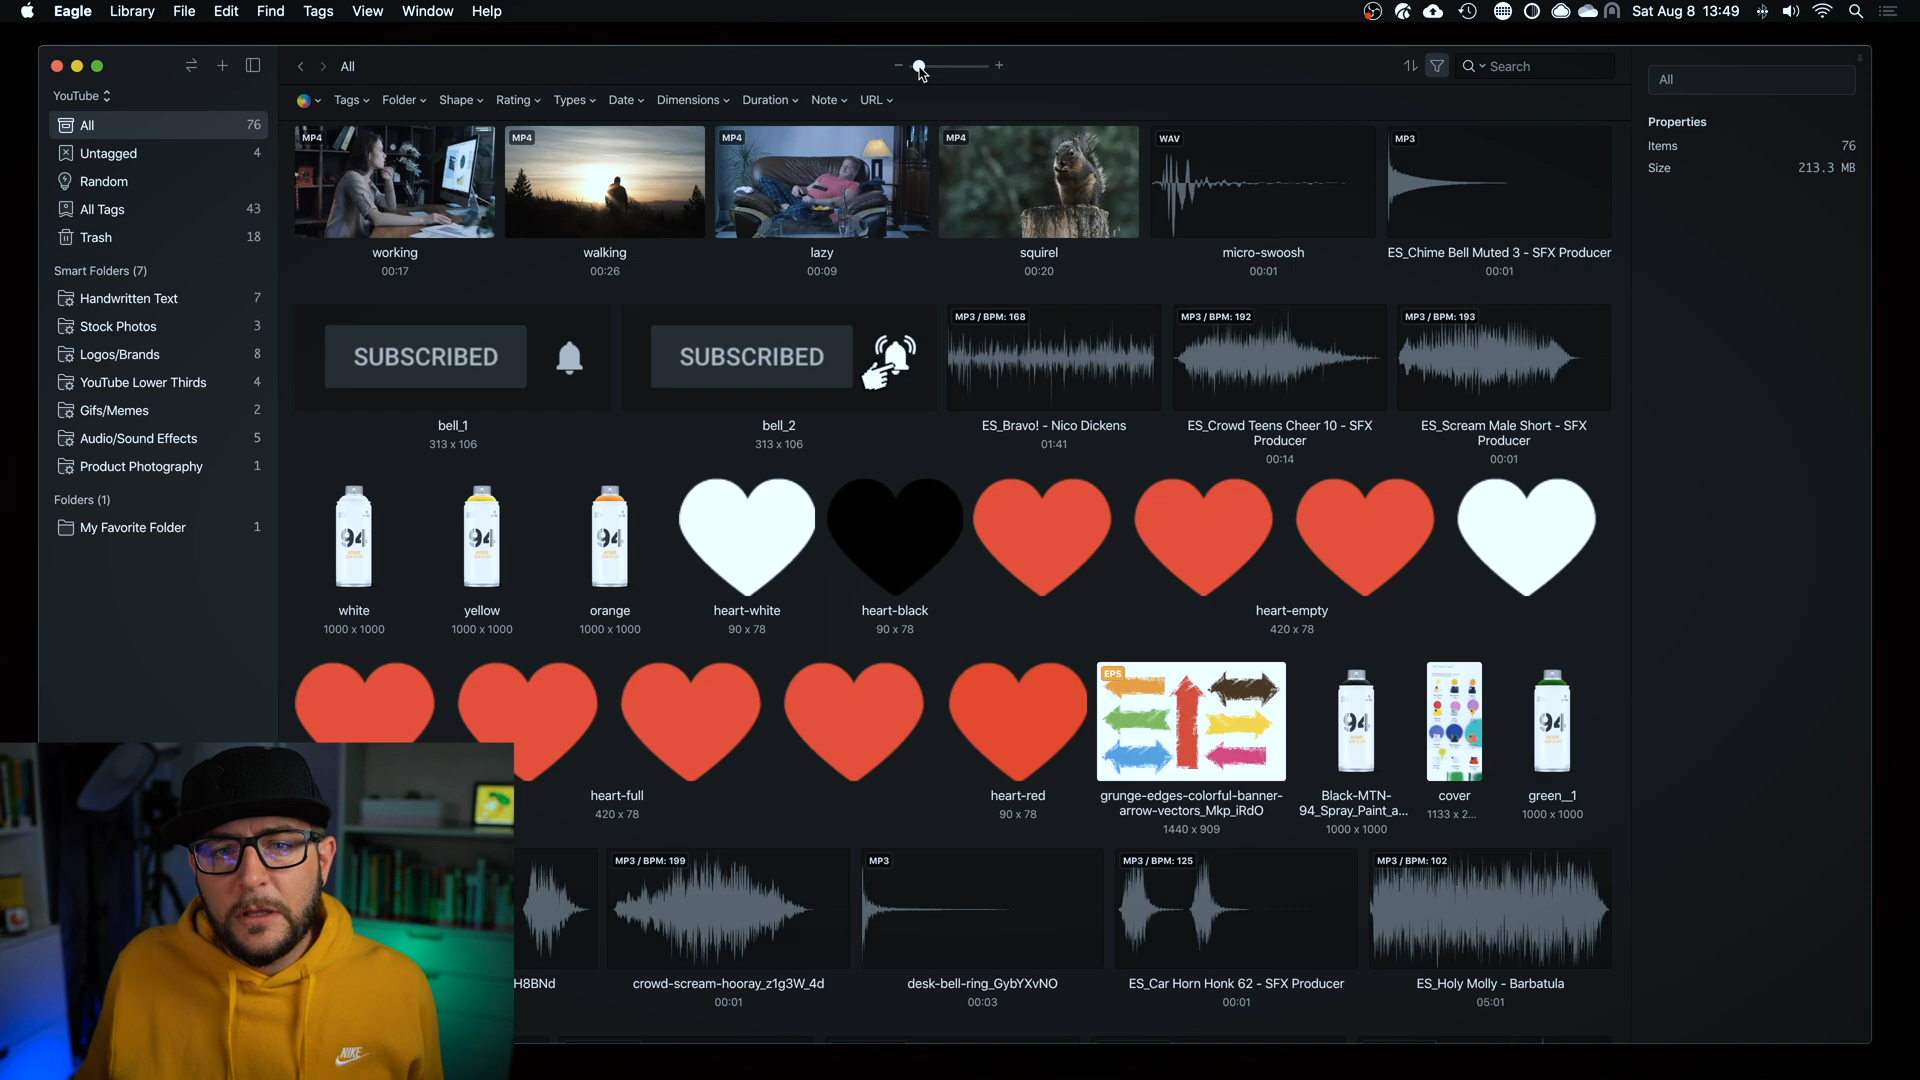 Eagle Library File Edit Find Tags View Window Help Sat Aug 8 13:49
All Search All
YouTube
Tags Folder Shape Rating Types Date Dimensions Duration Note URL
All 76
Untagged 4
Random
All Tags 43
Trash 18
Smart Folders (7)
Handwritten Text 7
Stock Photos 3
Logos/Brands 8
YouTube Lower Thirds 4
Gifs/Memes 2
Audio/Sound Effects 5
Product Photography 1
Folders (1)
My Favorite Folder 1
MP4 MP4 MP4 MP4 WAV MP3
working walking lazy squirel micro-swoosh ES_Chime Bell Muted 3 - SFX Producer
00:17 00:26 00:09 00:20 00:01 00:01
SUBSCRIBED SUBSCRIBED MP3 / BPM: 168 MP3 / BPM: 192 MP3 / BPM: 193
bell_1 bell_2 ES_Bravo! - Nico Dickens ES_Crowd Teens Cheer 10 - SFX Producer ES_Scream Male Short - SFX Producer
313 x 106 313 x 106 01:41 00:14 00:01
94 94 94
white yellow orange heart-white heart-black heart-empty
1000 x 1000 1000 x 1000 1000 x 1000 90 x 78 90 x 78 420 x 78
EPS 94 94
heart-full heart-red grunge-edges-colorful-banner-arrow-vectors_Mkp_iRdO Black-MTN-94_Spray_Paint_a... cover green__1
420 x 78 90 x 78 1440 x 909 1000 x 1000 1133 x 2... 1000 x 1000
MP3 / BPM: 199 MP3 MP3 / BPM: 125 MP3 / BPM: 102
H8BNd crowd-scream-hooray_z1g3W_4d desk-bell-ring_GybYXvNO ES_Car Horn Honk 62 - SFX Producer ES_Holy Molly - Barbatula
00:01 00:03 00:01 05:01
Properties
Items 76
Size 213.3 MB
NIKE